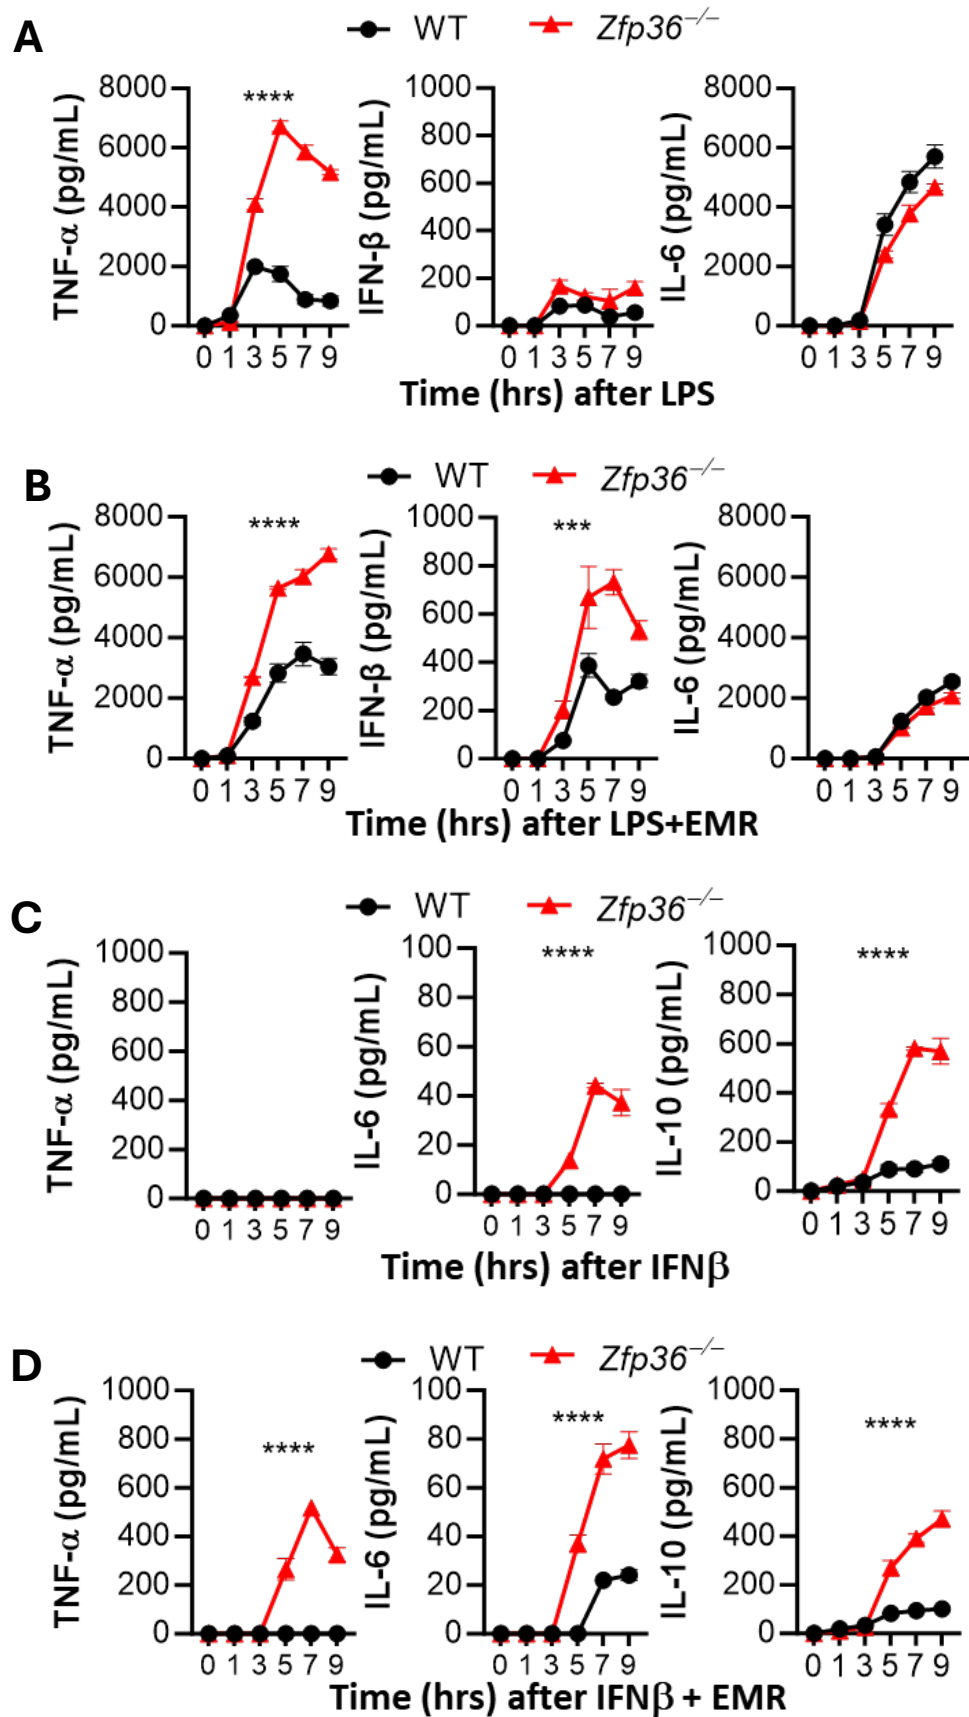 A
WT Zfp36–/–
TNF-α (pg/mL) 8000 6000 4000 2000 0 **** 0 1 3 5 7 9
IFN-β (pg/mL) 1000 800 600 400 200 0 0 1 3 5 7 9
IL-6 (pg/mL) 8000 6000 4000 2000 0 0 1 3 5 7 9
Time (hrs) after LPS
B
WT Zfp36–/–
TNF-α (pg/mL) 8000 6000 4000 2000 0 **** 0 1 3 5 7 9
IFN-β (pg/mL) 1000 800 600 400 200 0 *** 0 1 3 5 7 9
IL-6 (pg/mL) 8000 6000 4000 2000 0 0 1 3 5 7 9
Time (hrs) after LPS+EMR
C
WT Zfp36–/–
TNF-α (pg/mL) 1000 800 600 400 200 0 0 1 3 5 7 9
IL-6 (pg/mL) 100 80 60 40 20 0 **** 0 1 3 5 7 9
IL-10 (pg/mL) 1000 800 600 400 200 0 **** 0 1 3 5 7 9
Time (hrs) after IFNβ
D
WT Zfp36–/–
TNF-α (pg/mL) 1000 800 600 400 200 0 **** 0 1 3 5 7 9
IL-6 (pg/mL) 100 80 60 40 20 0 **** 0 1 3 5 7 9
IL-10 (pg/mL) 1000 800 600 400 200 0 **** 0 1 3 5 7 9
Time (hrs) after IFNβ + EMR